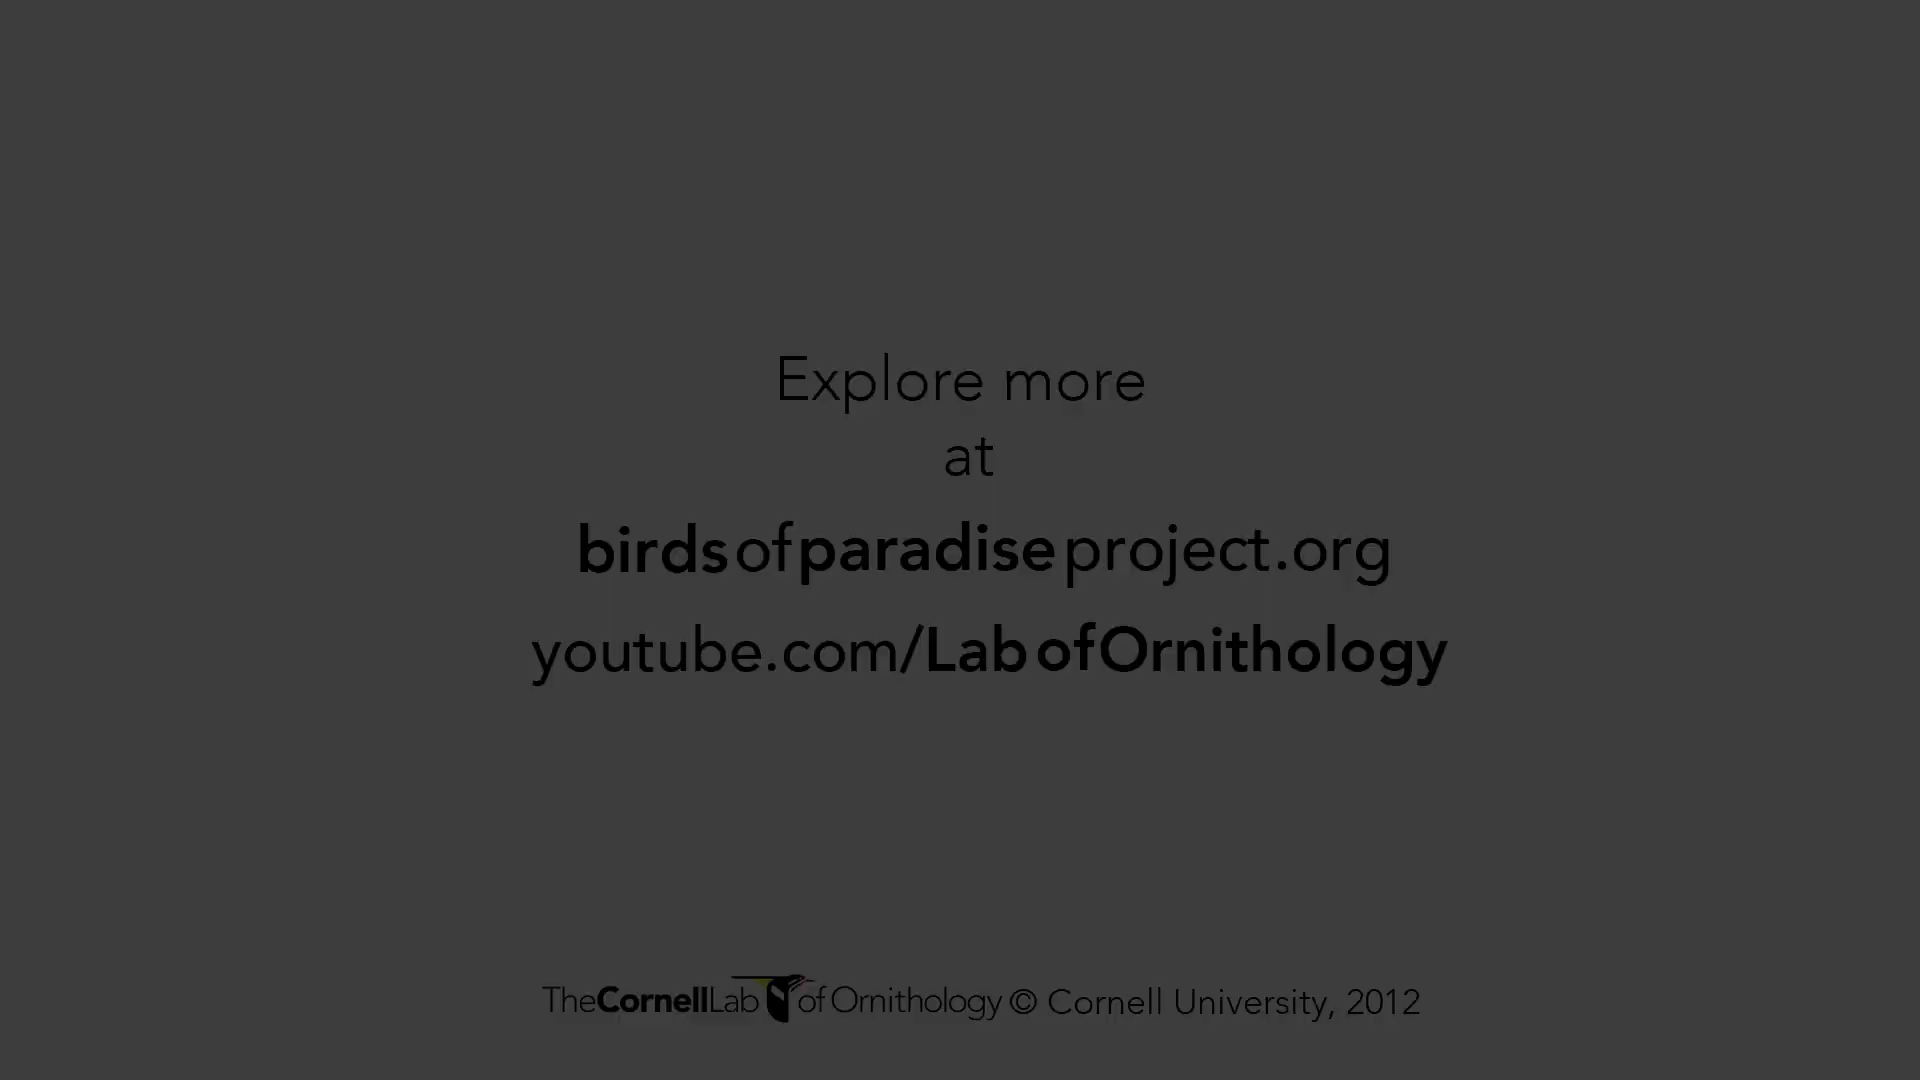 Explore more
at
birdsofparadiseproject.org
youtube.com/LabofOrnithology
TheCornellLab of Ornithology © Cornell University, 2012